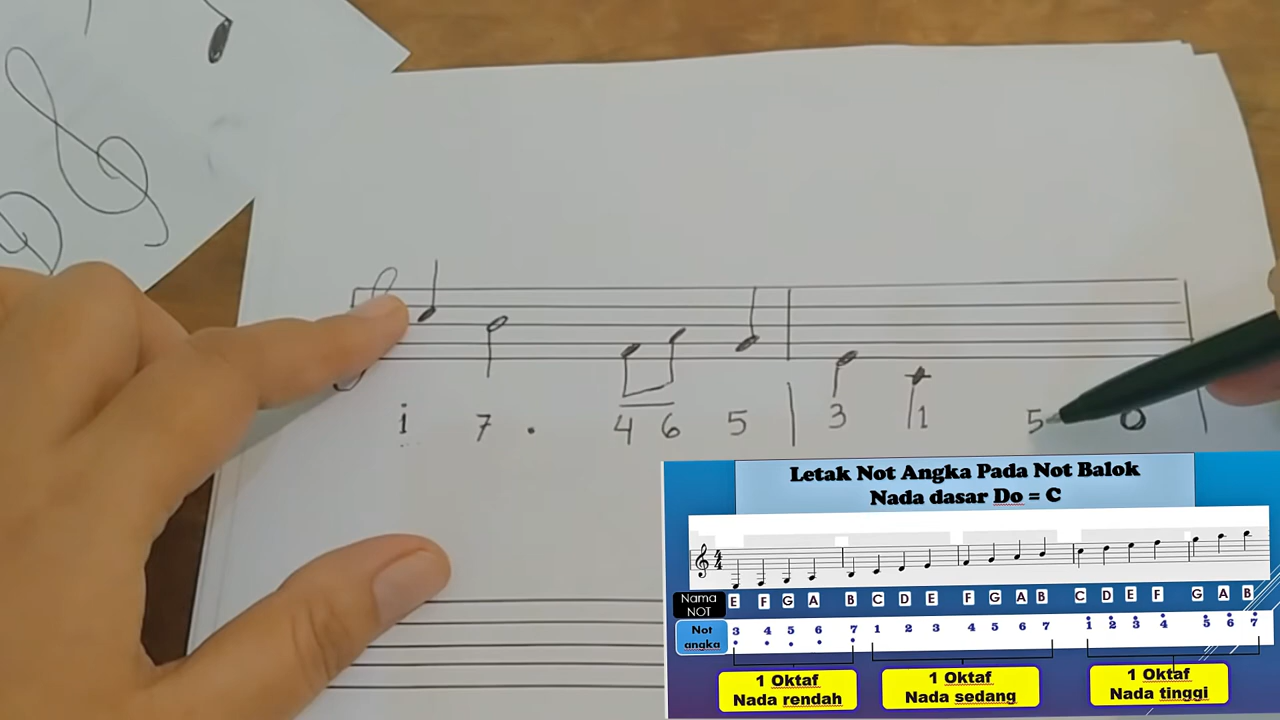 i 7 . 4 6 5 | 3 1 5 0
Letak Not Angka Pada Not Balok
Nada dasar Do = C
4
4
Nama NOT E F G A B C D E F G A B C D E F G A B
Not angka 3 4 5 6 7 1 2 3 4 5 6 7 1 2 3 4 5 6 7
1 Oktaf
Nada rendah
1 Oktaf
Nada sedang
1 Oktaf
Nada tinggi